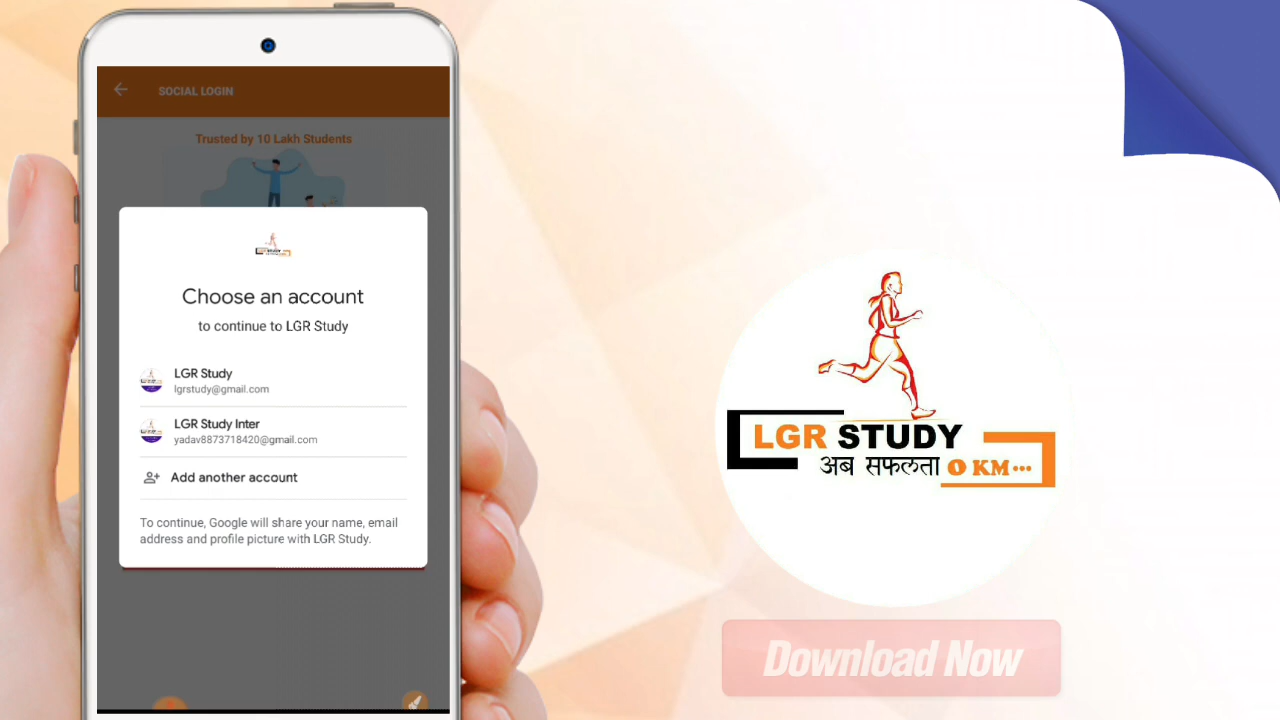 SOCIAL LOGIN
Trusted by 10 Lakh Students
Choose an account
to continue to LGR Study
LGR Study
lgrstudy@gmail.com
LGR Study Inter
yadav8873718420@gmail.com
Add another account
To continue, Google will share your name, email
address and profile picture with LGR Study.
LGR STUDY
अब सफलता 0 KM...
Download Now